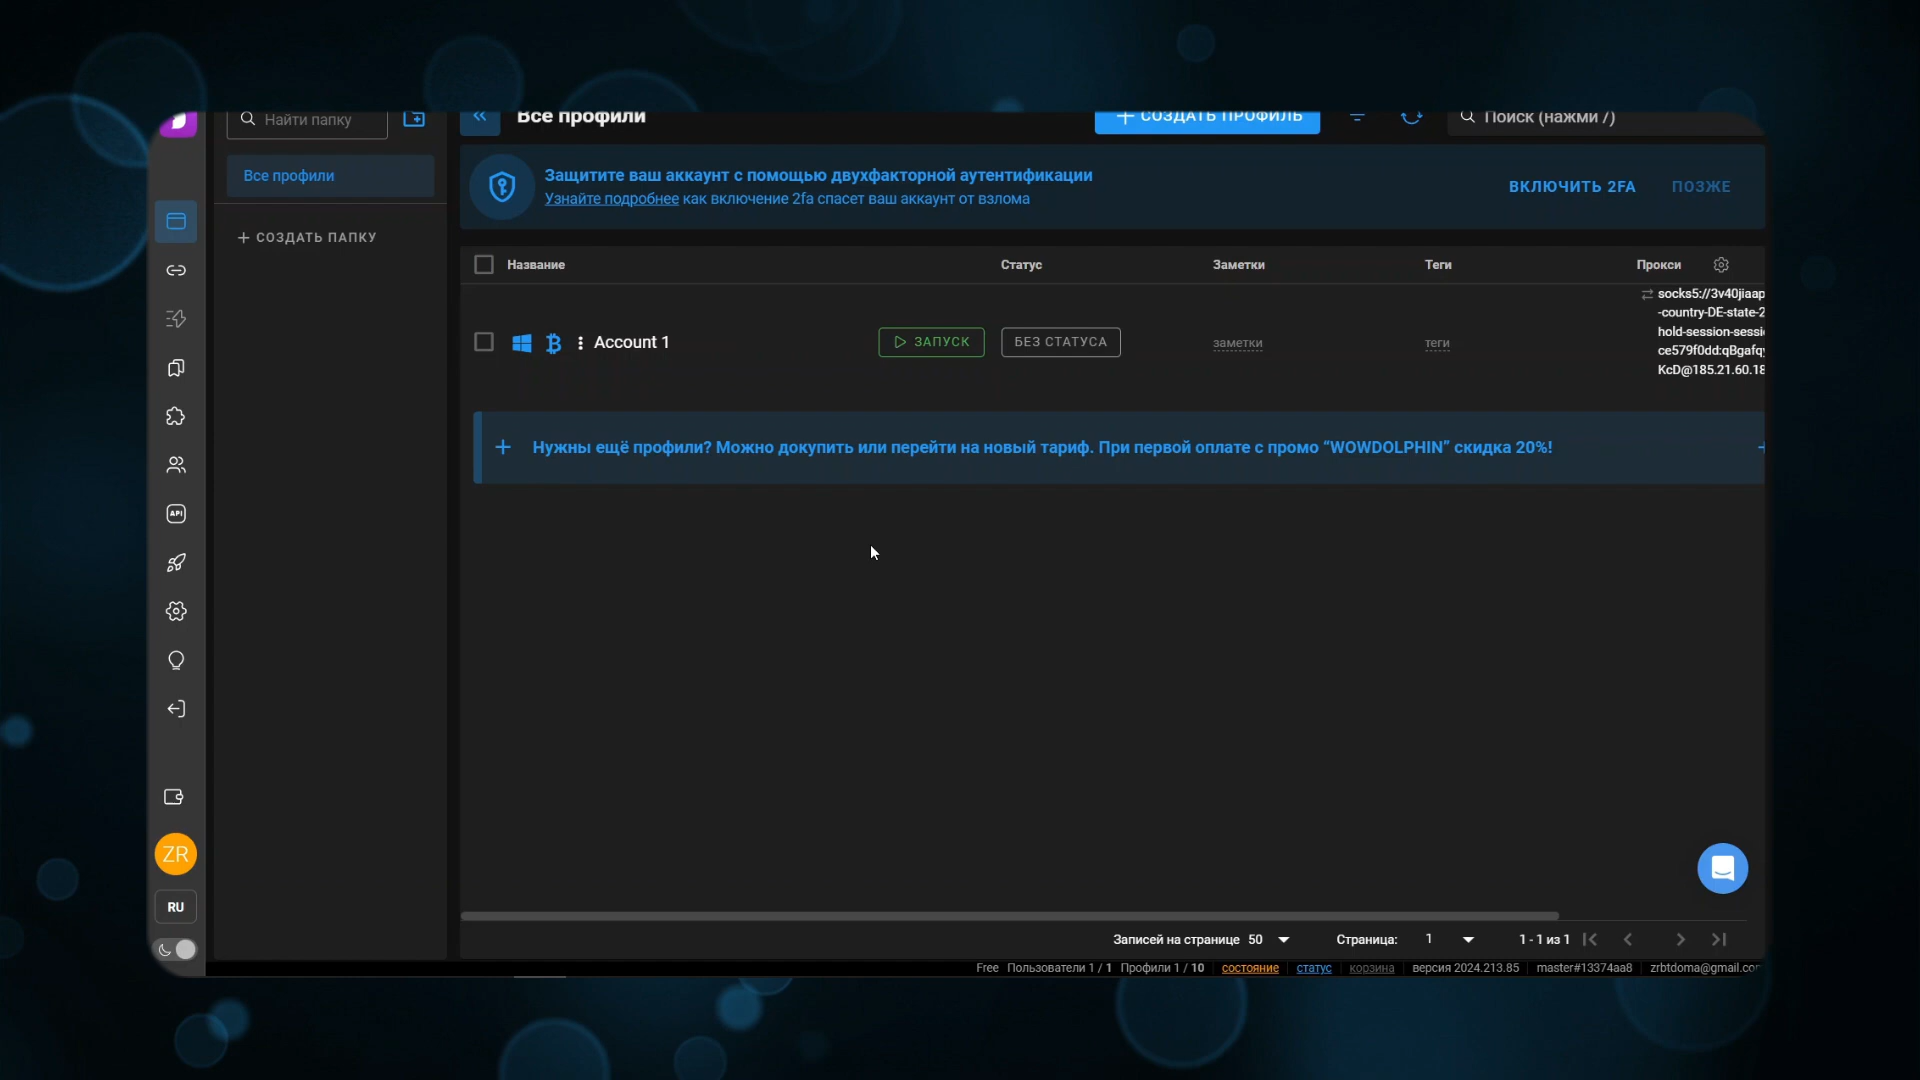 Найти папку
Все профили
СОЗДАТЬ ПРОФИЛЬ
Поиск (нажми /)
Все профили
СОЗДАТЬ ПАПКУ
Защитите ваш аккаунт с помощью двухфакторной аутентификации
Узнайте подробнее как включение 2fa спасет ваш аккаунт от взлома
ВКЛЮЧИТЬ 2FA
ПОЗЖЕ
Название
Статус
Заметки
Теги
Прокси
Account 1
ЗАПУСК
БЕЗ СТАТУСА
заметки
теги
socks5://3v40jiaap
-country-DE-state-2
hold-session-sessi
ce579f0dd:qBgafq
KcD@185.21.60.18
Нужны ещё профили? Можно докупить или перейти на новый тариф. При первой оплате с промо “WOWDOLPHIN” скидка 20%!
API
ZR
RU
Записей на странице 50
Страница: 1
1-1 из 1
Free Пользователи 1 / 1 Профили 1 / 10 состояние статус корзина версия 2024.213.85 master#13374aa8 zrbtdoma@gmail.com